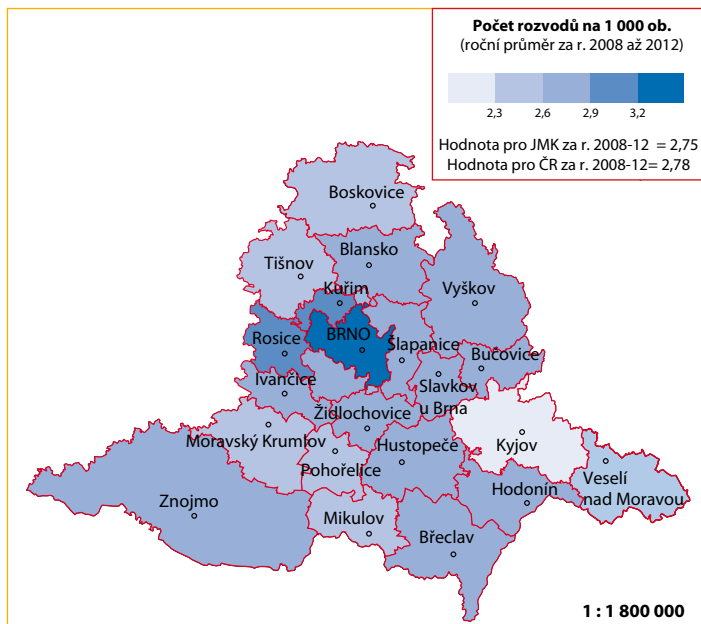 Počet rozvodů na 1 000 ob.
(roční průměr za r. 2008 až 2012)
2,3 2,6 2,9 3,2
Hodnota pro JMK za r. 2008-12 = 2,75
Hodnota pro ČR za r. 2008-12= 2,78
Boskovice
Blansko
Tišnov
Kuřim
Vyškov
Rosice
BRNO
Šlapanice
Bučovice
Ivančice
Slavkov
u Brna
Židlochovice
Moravský Krumlov
Hustopeče
Kyjov
Pohořelice
Veselí
nad Moravou
Znojmo
Hodonín
Mikulov
Břeclav
1 : 1 800 000